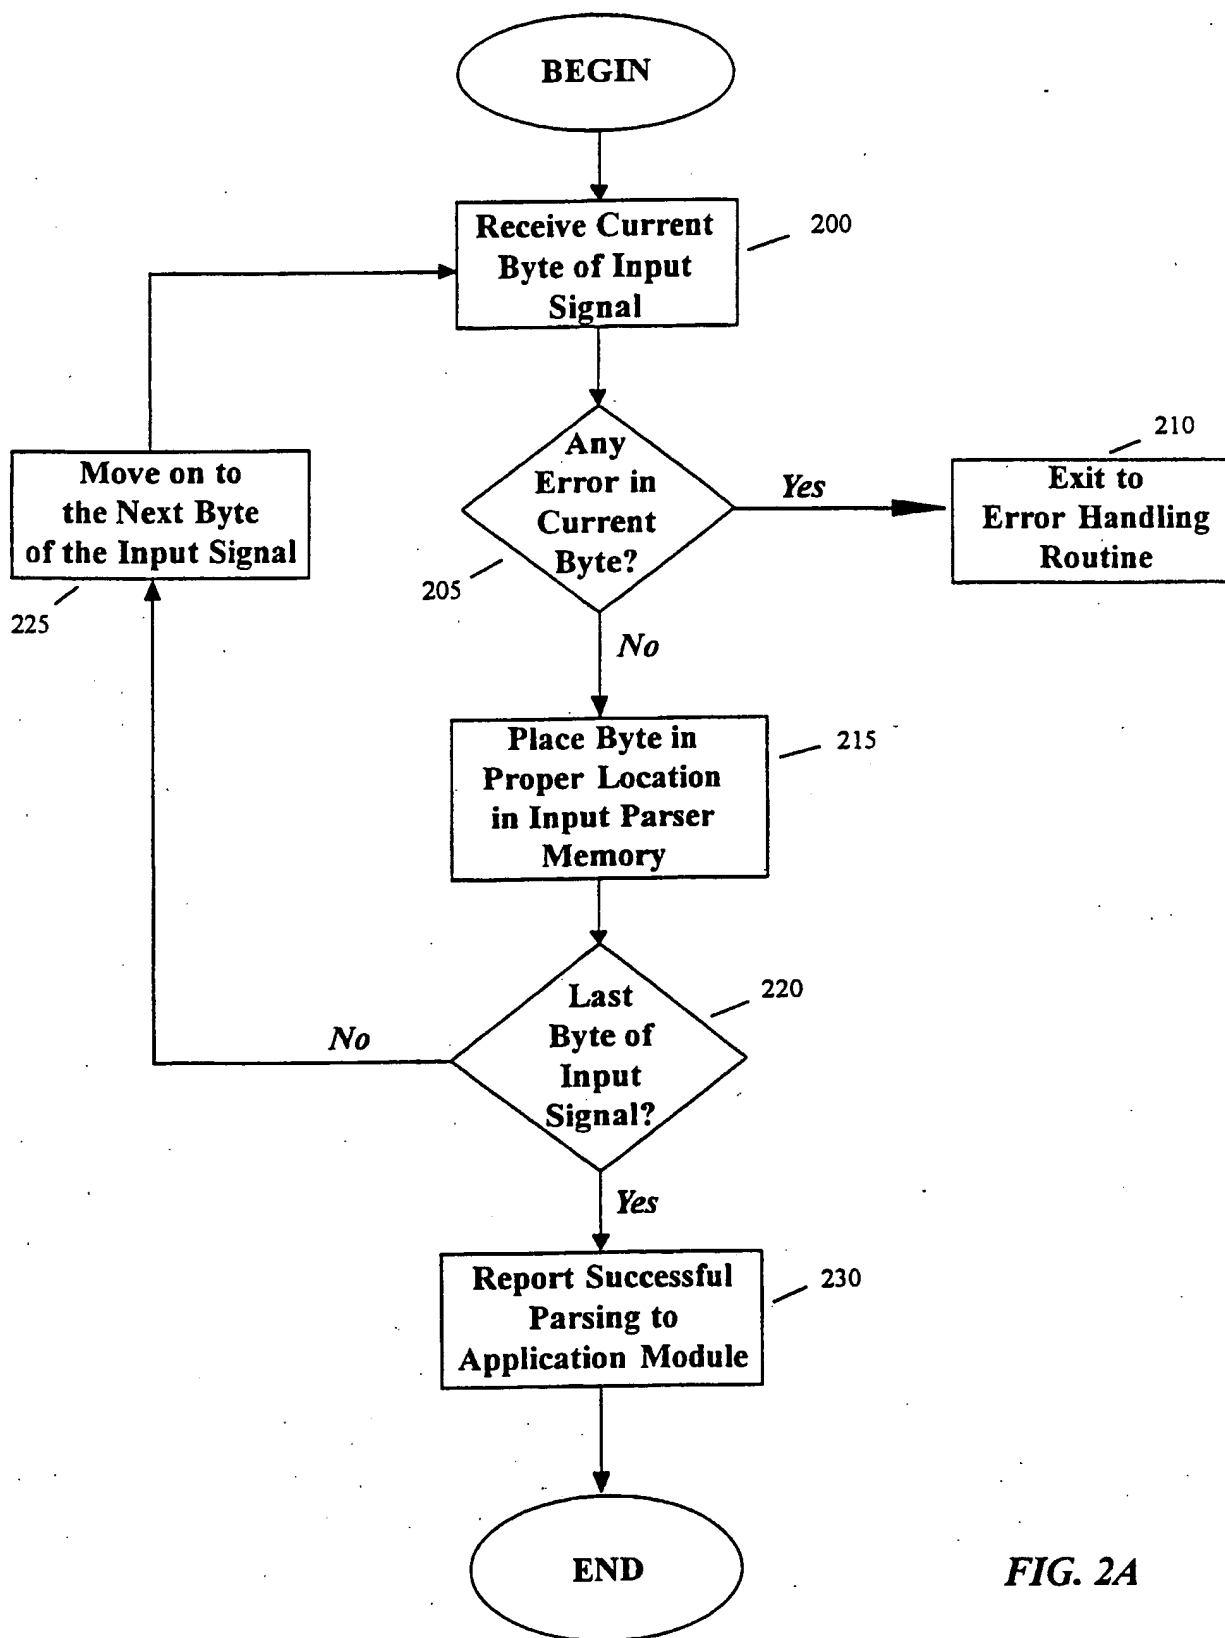 BEGIN
Receive Current
Byte of Input
Signal
200
Any
Error in
Current
Byte?
205
Yes
210
Exit to
Error Handling
Routine
Move on to
the Next Byte
of the Input Signal
225
No
Place Byte in
Proper Location
in Input Parser
Memory
215
Last
Byte of
Input
Signal?
220
No
Yes
Report Successful
Parsing to
Application Module
230
END
FIG. 2A